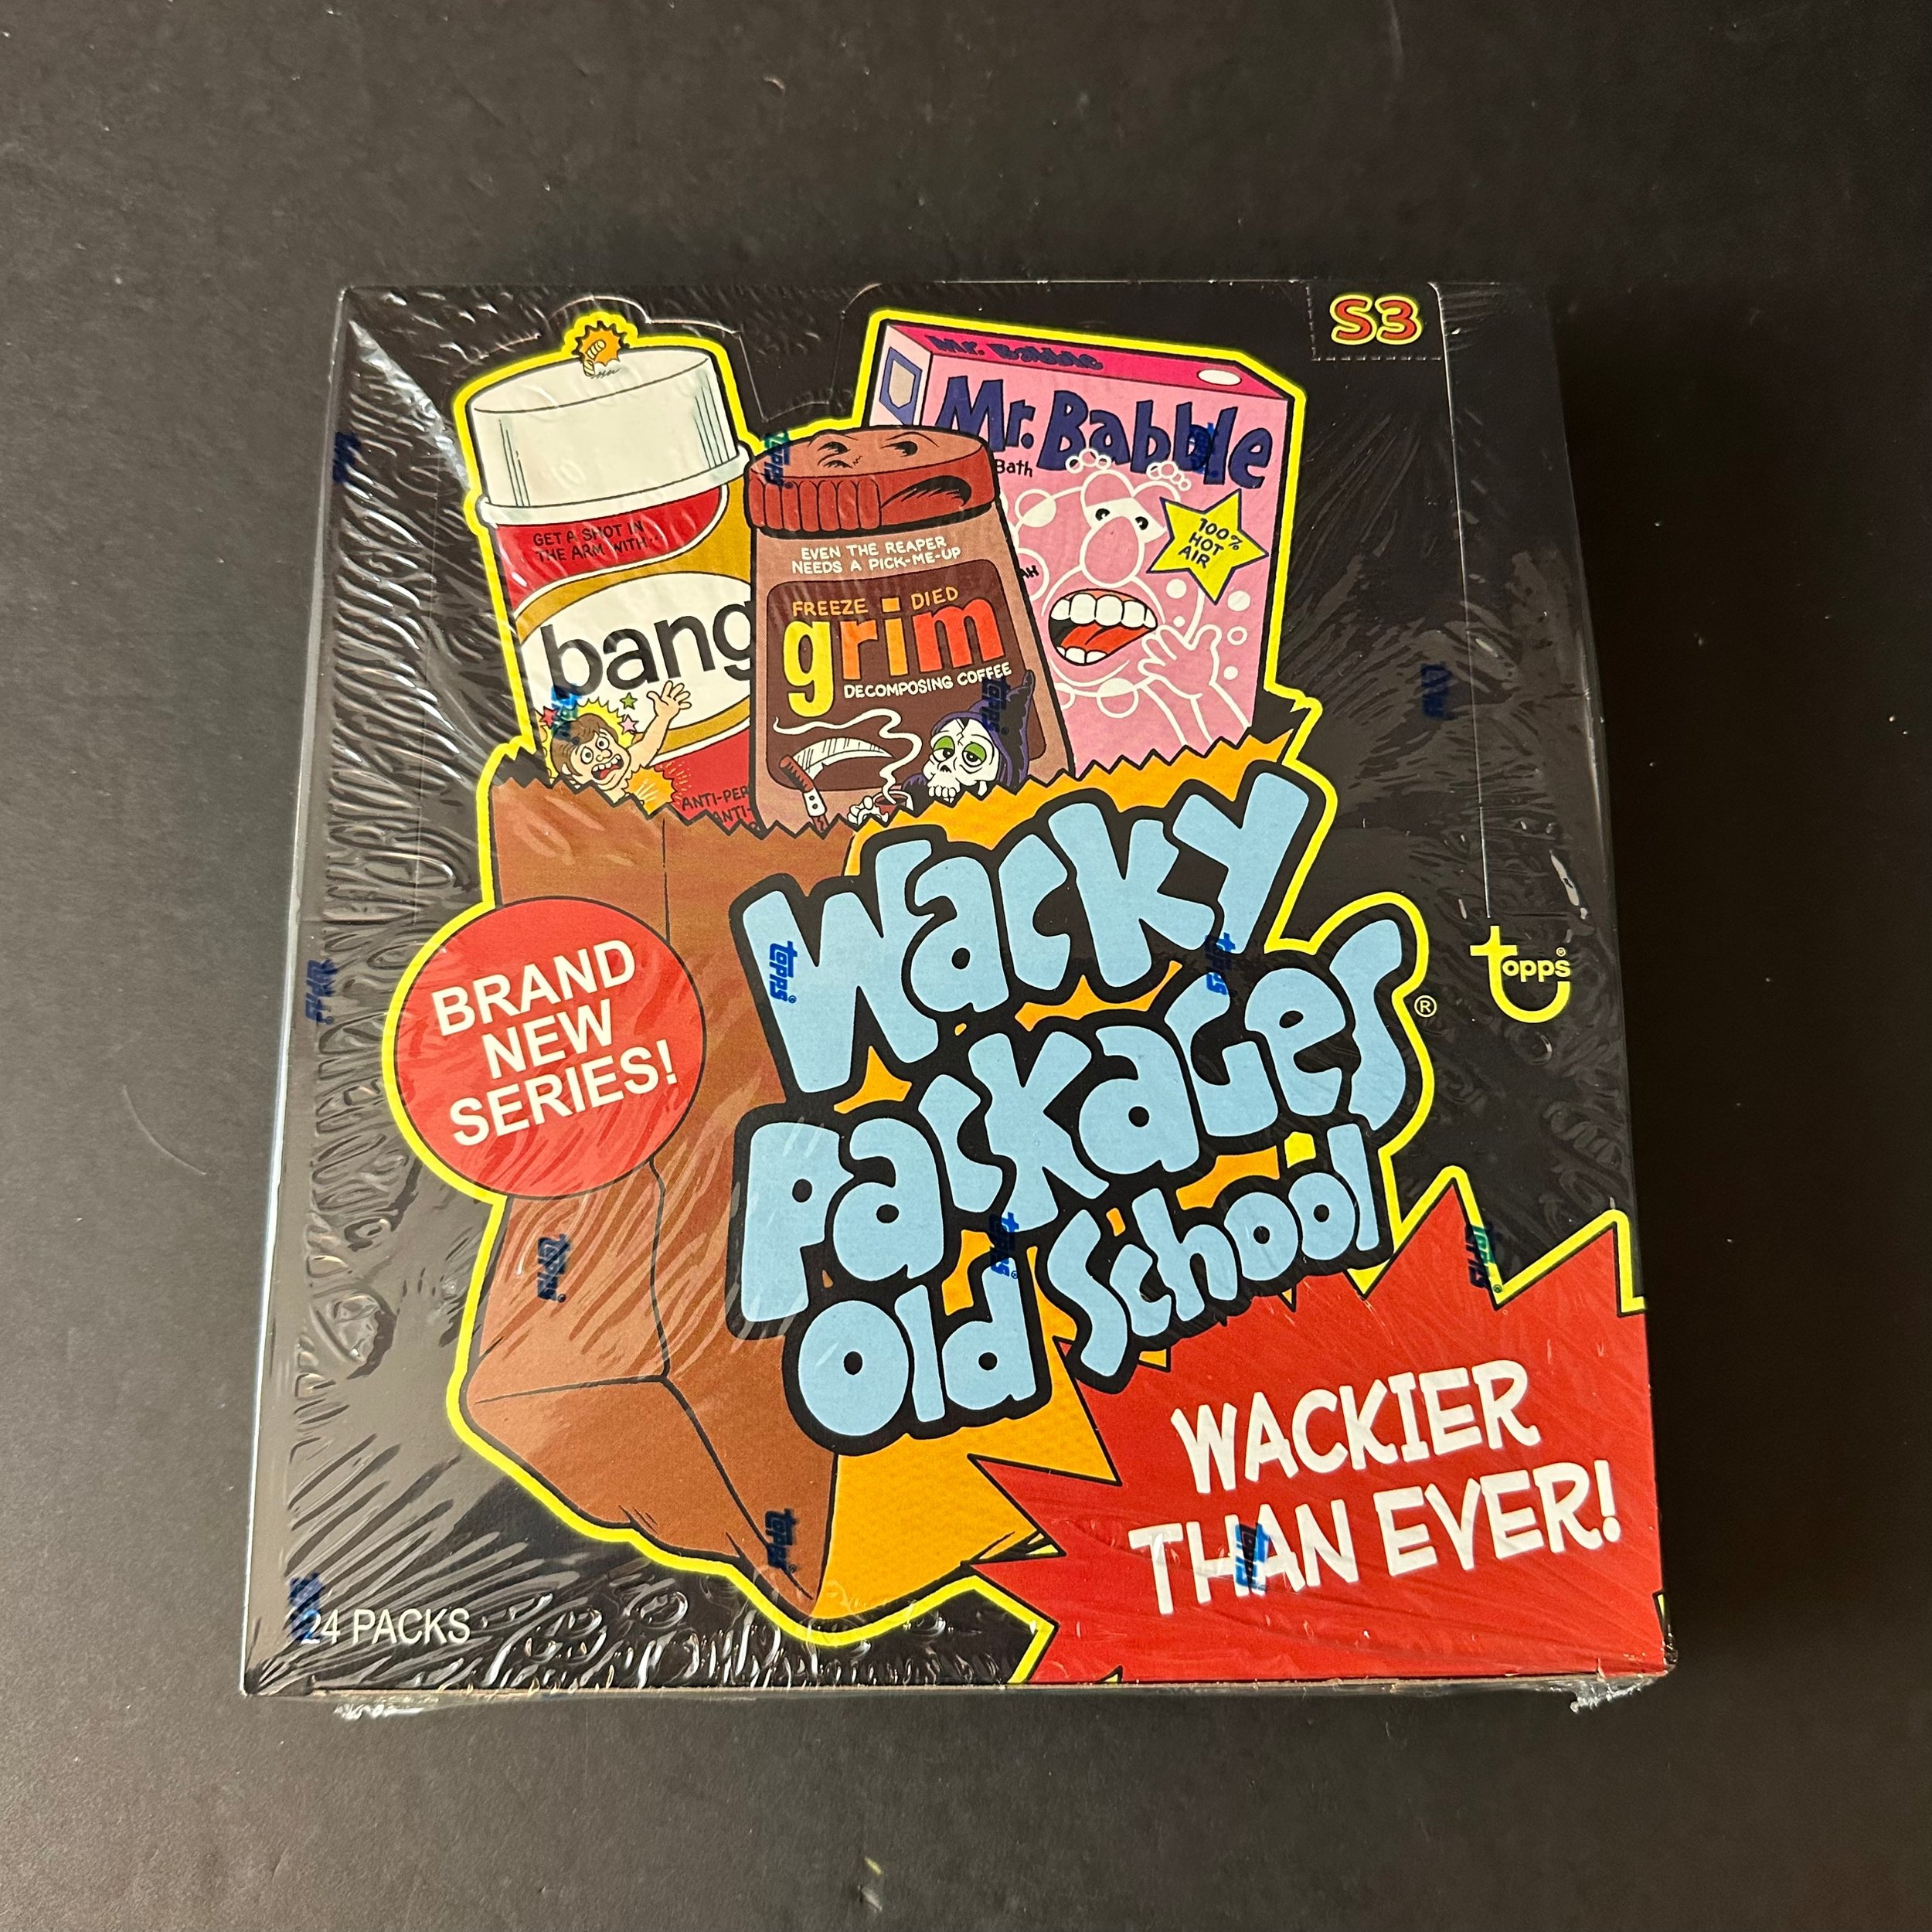 S3
Mr. Babble
Mr. Babble
Bath
100%
HOT
AIR
GET A SHOT IN
THE ARM WITH
bang
ANTI-PER
ANTI-
EVEN THE REAPER
NEEDS A PICK-ME-UP
FREEZE DIED
grim
DECOMPOSING COFFEE
Wacky
Packages®
Old School
BRAND
NEW
SERIES!
topps®
WACKIER
THAN EVER!
24 PACKS